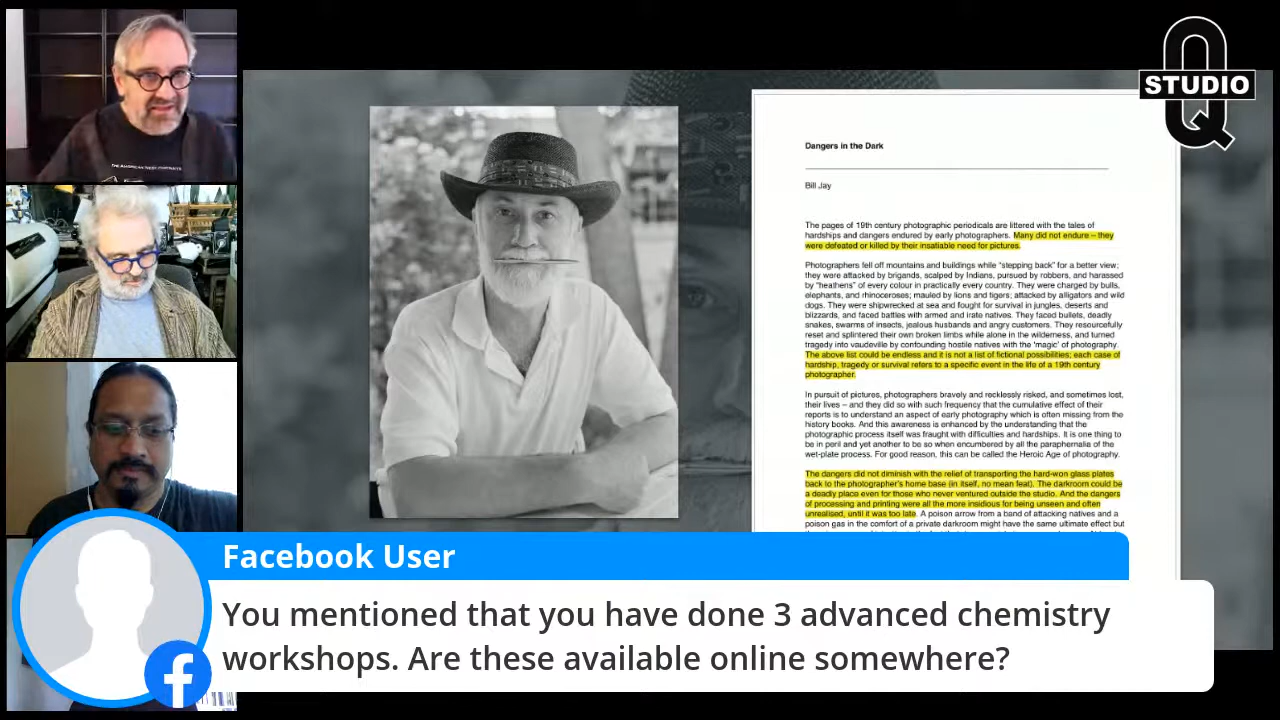 STUDIO
Q
Dangers in the Dark
Bill Jay
The pages of 19th century photographic periodicals are littered with the tales of
hardships and dangers endured by early photographers. Many did not endure – they
were defeated or killed by their insatiable need for pictures.
Photographers fell off mountains and buildings while “stepping back” for a better view;
they were attacked by brigands, scalped by Indians, pursued by robbers, and harassed
by “heathens” of every colour in practically every country. They were charged by bulls,
elephants, and rhinoceroses; mauled by lions and tigers; attacked by alligators and wild
dogs. They were shipwrecked at sea and fought for survival in jungles, deserts and
blizzards, and faced battles with armed and irate natives. They faced bullets, deadly
snakes, swarms of insects, jealous husbands and angry customers. They resourcefully
reset and splintered their own broken limbs while alone in the wilderness, and turned
tragedy into vaudeville by confounding hostile natives with the ‘magic’ of photography.
The above list could be endless and it is not a list of fictional possibilities; each case of
hardship, tragedy or survival refers to a specific event in the life of a 19th century
photographer.
In pursuit of pictures, photographers bravely and recklessly risked, and sometimes lost,
their lives – and they did so with such frequency that the cumulative effect of their
reports is to understand an aspect of early photography which is often missing from the
history books. And this awareness is enhanced by the understanding that the
photographic process itself was fraught with difficulties and hardships. It is one thing to
be in peril and yet another to be so when encumbered by all the paraphernalia of the
wet-plate process. For good reason, this can be called the Heroic Age of photography.
The dangers did not diminish with the relief of transporting the hard-won glass plates
back to the photographer's home base (in itself, no mean feat). The darkroom could be
a deadly place even for those who never ventured outside the studio. And the dangers
of processing and printing were all the more insidious for being unseen and often
unrealised, until it was too late. A poison arrow from a band of attacking natives and a
poison gas in the comfort of a private darkroom might have the same ultimate effect but
Facebook User
You mentioned that you have done 3 advanced chemistry
workshops. Are these available online somewhere?